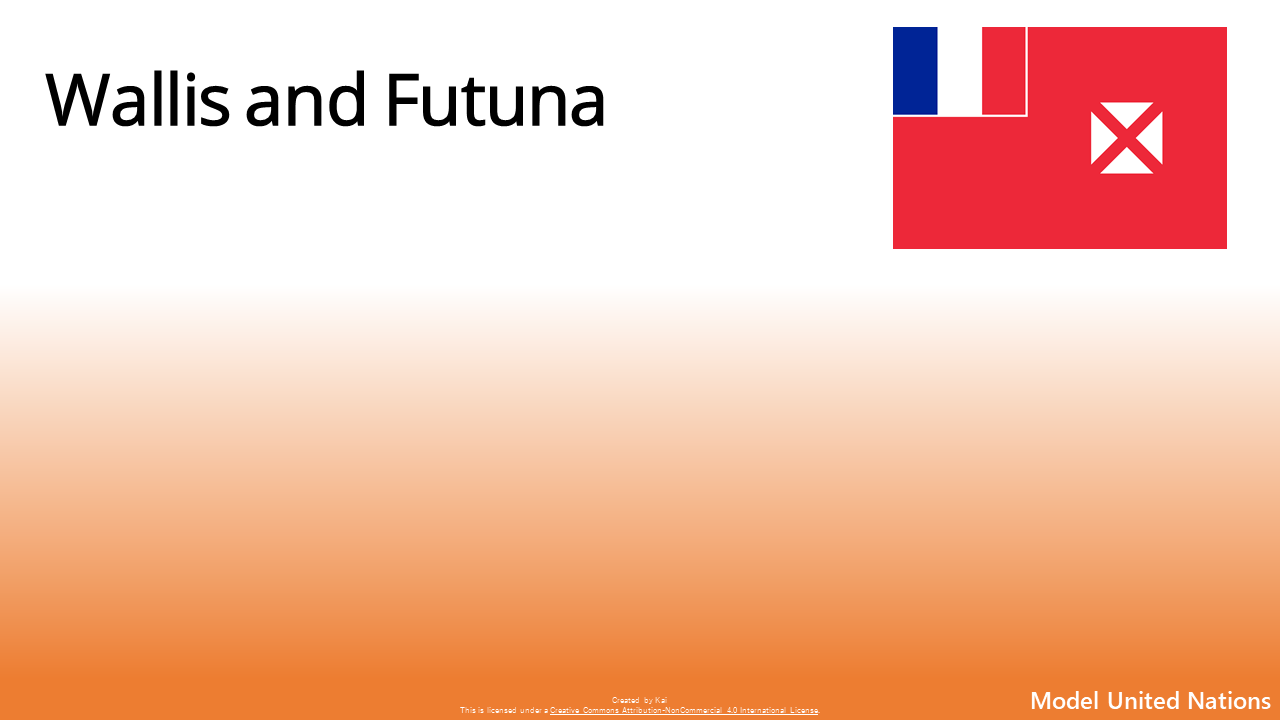 Wallis and Futuna
Created by Kai
This is licensed under a Creative Commons Attribution-NonCommercial 4.0 International License.
Model United Nations